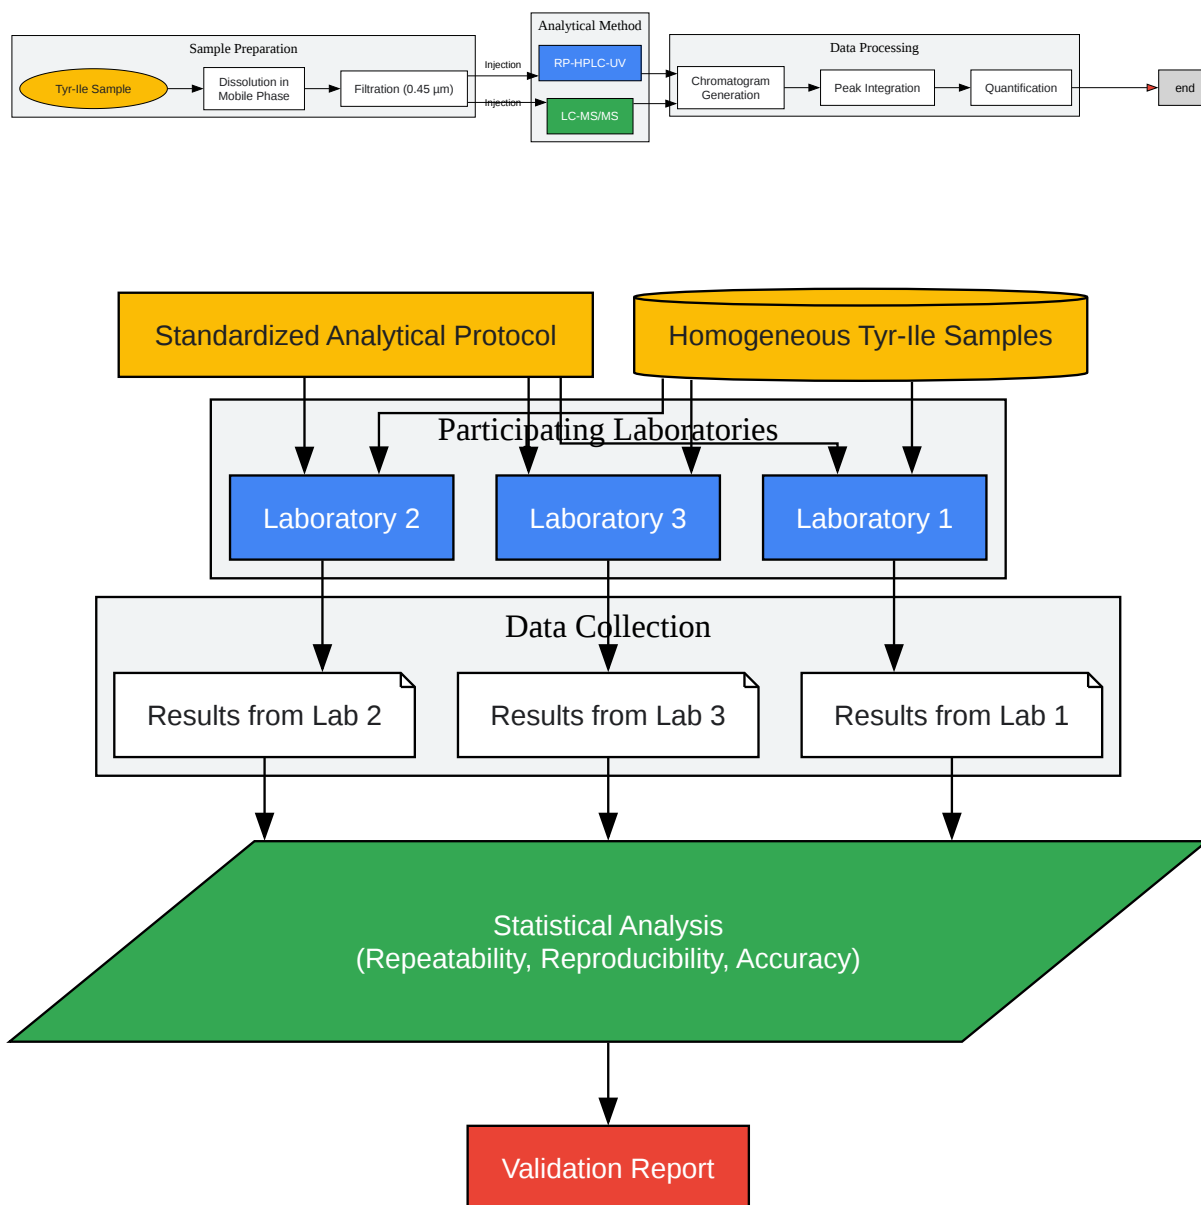 Sample Preparation
Tyr-Ile Sample
Dissolution in
Mobile Phase
Filtration (0.45 µm)
Injection
Injection
Analytical Method
RP-HPLC-UV
LC-MS/MS
Data Processing
Chromatogram
Generation
Peak Integration
Quantification
end
Standardized Analytical Protocol
Homogeneous Tyr-Ile Samples
Participating Laboratories
Laboratory 2
Laboratory 3
Laboratory 1
Data Collection
Results from Lab 2
Results from Lab 3
Results from Lab 1
Statistical Analysis
(Repeatability, Reproducibility, Accuracy)
Validation Report